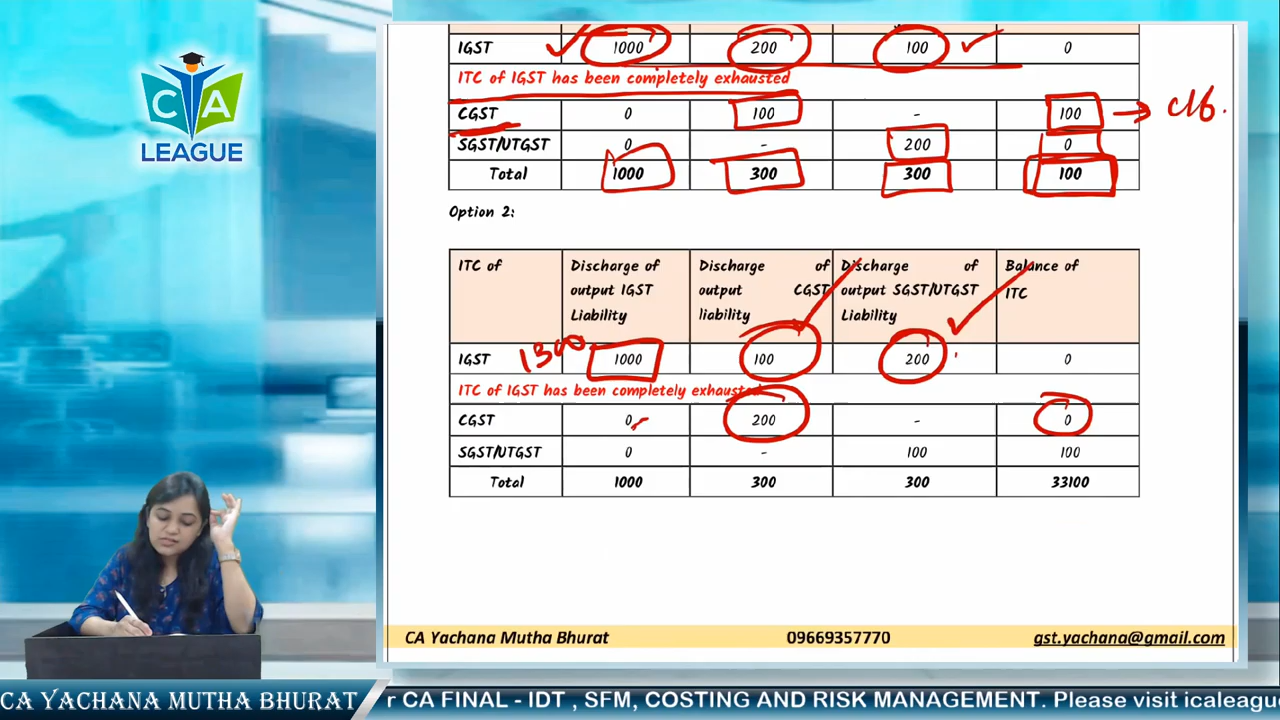 CA
LEAGUE
IGST 1000 200 100 0
ITC of IGST has been completely exhausted
CGST 0 100 - 100 → c/f.
SGST/UTGST 0 - 200 0
Total 1000 300 300 100
Option 2:
ITC of Discharge of output IGST Liability Discharge of output CGST liability Discharge of output SGST/UTGST Liability Balance of ITC
IGST 1300 1000 100 200 0
ITC of IGST has been completely exhausted
CGST 0 200 - 0
SGST/UTGST 0 - 100 100
Total 1000 300 300 33100
CA Yachana Mutha Bhurat 09669357770 gst.yachana@gmail.com
CA YACHANA MUTHA BHURAT r CA FINAL - IDT , SFM, COSTING AND RISK MANAGEMENT. Please visit icaleagu